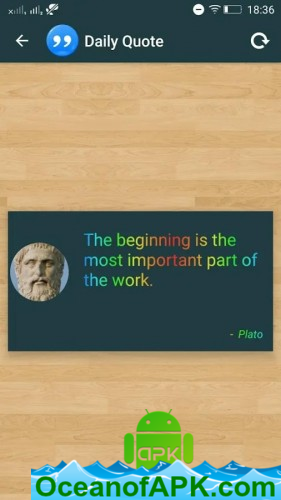 18:36
Daily Quote
The beginning is the
most important part of
the work.
- Plato
APK
OceanofAPK.com